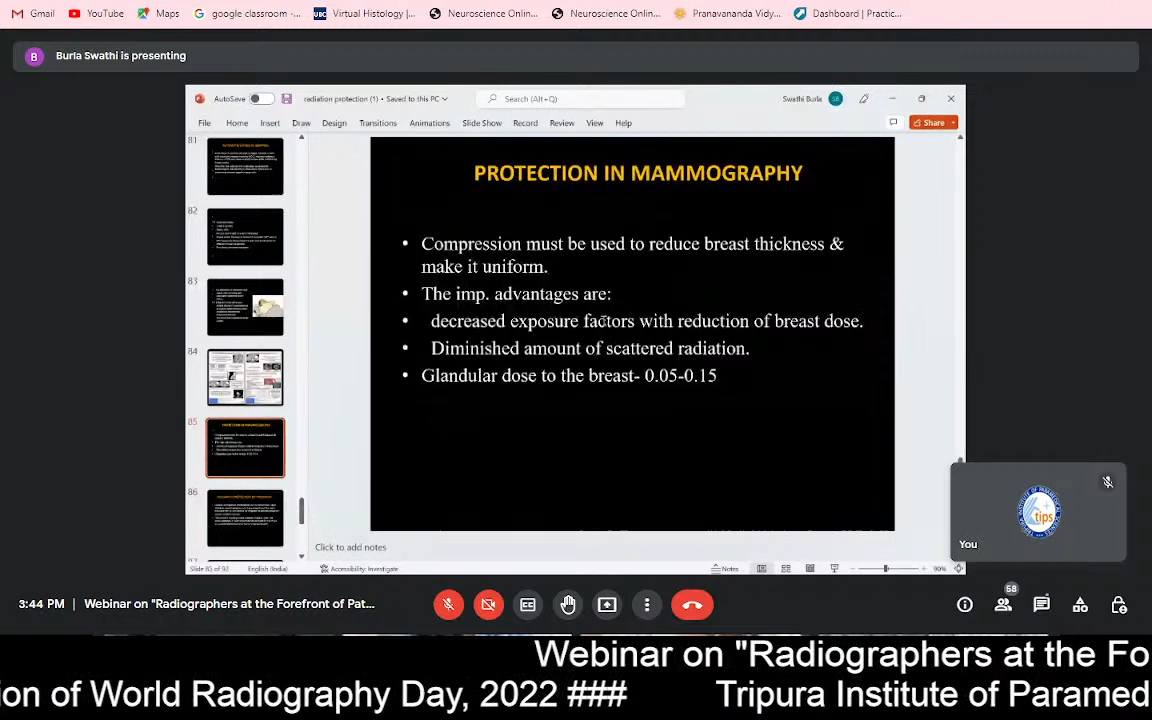 Gmail
YouTube
Maps
google classroom -...
UBC Virtual Histology |...
Neuroscience Onlin...
Neuroscience Onlin...
Pranavananda Vidy...
Dashboard | Practic...
B Burla Swathi is presenting
AutoSave
radiation protection (1) • Saved to this PC
Search (Alt+Q)
Swathi Burla
SB
File Home Insert Draw Design Transitions Animations Slide Show Record Review View Help
Share
81
82
83
84
85
86
PROTECTION IN MAMMOGRAPHY
• Compression must be used to reduce breast thickness &
make it uniform.
• The imp. advantages are:
• decreased exposure factors with reduction of breast dose.
• Diminished amount of scattered radiation.
• Glandular dose to the breast- 0.05-0.15
Click to add notes
Slide 85 of 92 English (India) Accessibility: Investigate
Notes
90%
tips
You
3:44 PM | Webinar on "Radiographers at the Forefront of Pat...
58
Webinar on "Radiographers at the Fo
ion of World Radiography Day, 2022 ### Tripura Institute of Paramed